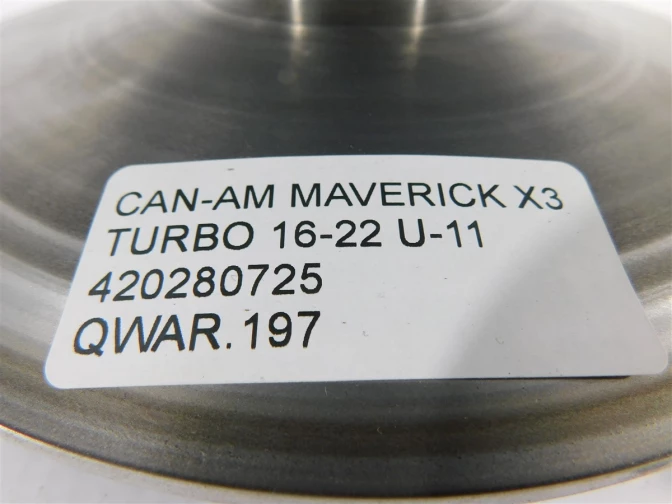 CAN-AM MAVERICK X3
TURBO 16-22 U-11
420280725
QWAR.197